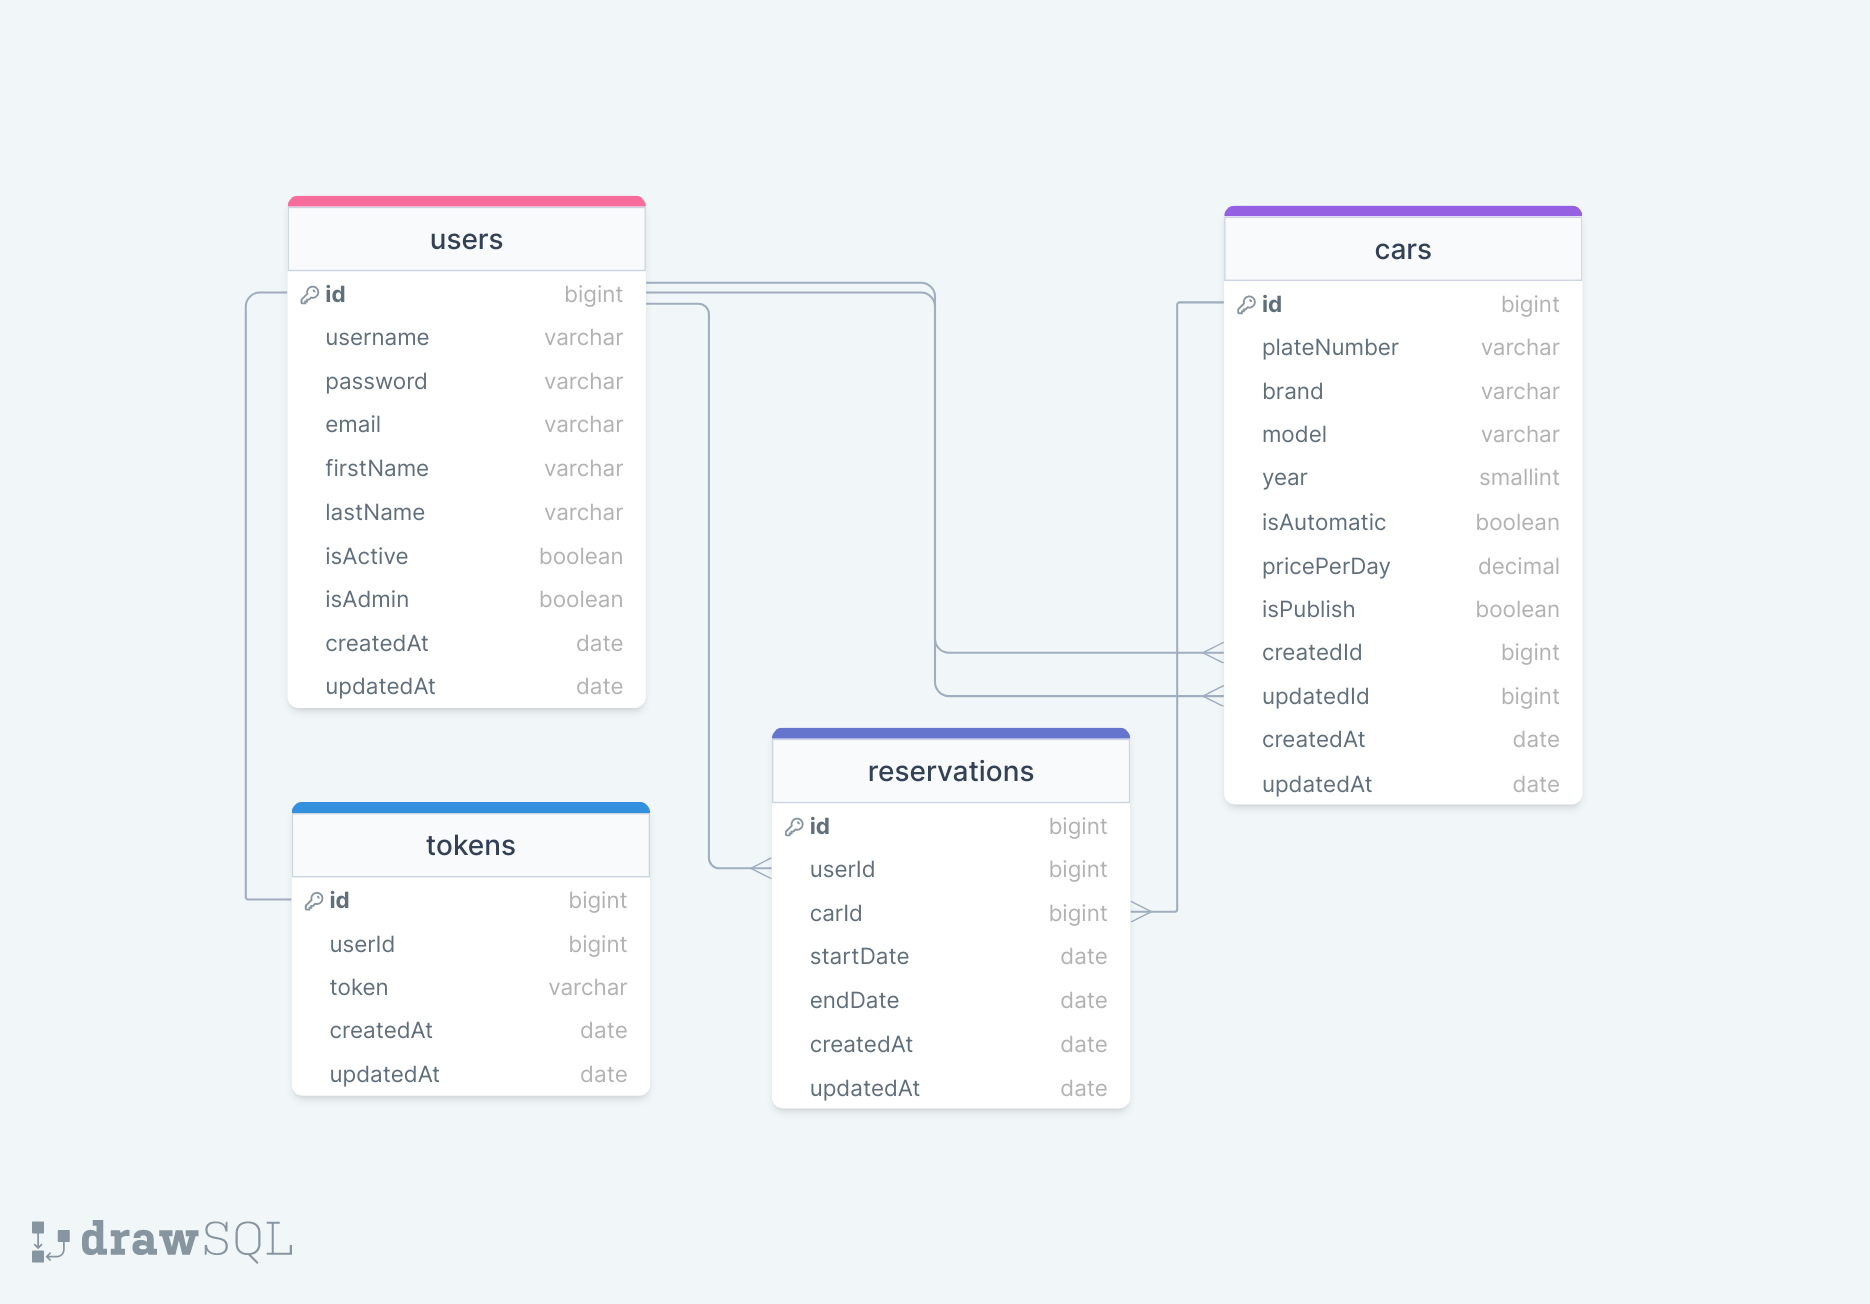 users
id bigint
username varchar
password varchar
email varchar
firstName varchar
lastName varchar
isActive boolean
isAdmin boolean
createdAt date
updatedAt date
cars
id bigint
plateNumber varchar
brand varchar
model varchar
year smallint
isAutomatic boolean
pricePerDay decimal
isPublish boolean
createdId bigint
updatedId bigint
createdAt date
updatedAt date
tokens
id bigint
userId bigint
token varchar
createdAt date
updatedAt date
reservations
id bigint
userId bigint
carId bigint
startDate date
endDate date
createdAt date
updatedAt date
drawSQL